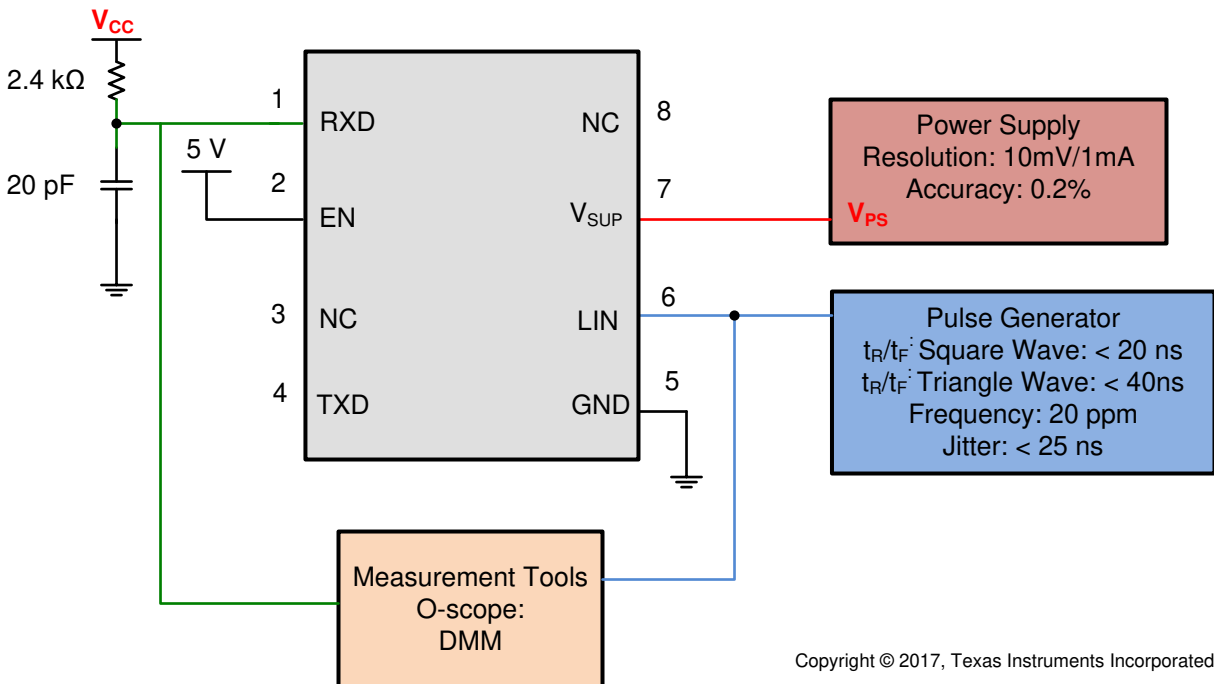 VCC
2.4 kΩ
20 pF
5 V
1
2
3
4
RXD
EN
NC
TXD
NC
VSUP
LIN
GND
8
7
6
5
Power Supply
Resolution: 10mV/1mA
Accuracy: 0.2%
VPS
Pulse Generator
tR/tF: Square Wave: < 20 ns
tR/tF: Triangle Wave: < 40ns
Frequency: 20 ppm
Jitter: < 25 ns
Measurement Tools
O-scope:
DMM
Copyright © 2017, Texas Instruments Incorporated